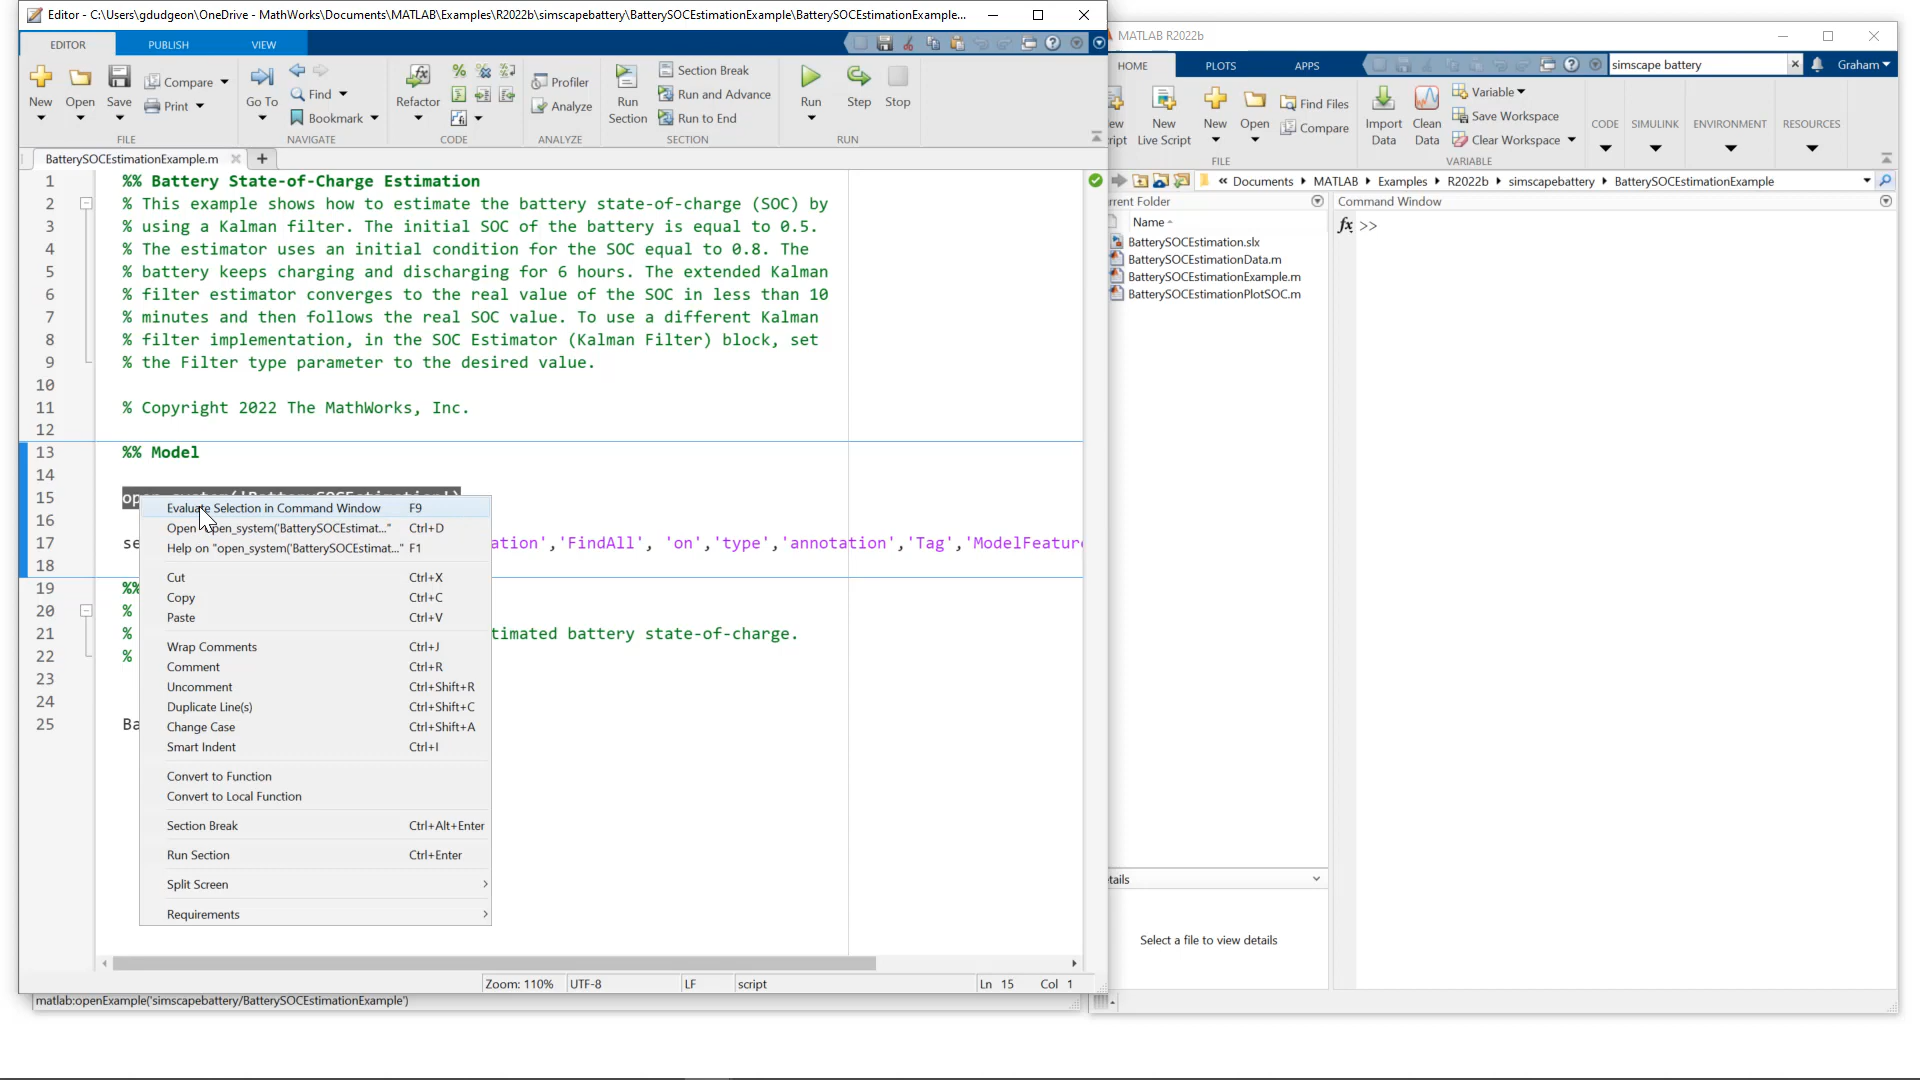 Editor - C:\Users\gdudgeon\OneDrive - MathWorks\Documents\MATLAB\Examples\R2022b\simscapebattery\BatterySOCEstimationExample\BatterySOCEstimationExample...
EDITOR PUBLISH VIEW
New Open Save Compare Print FILE
Go To Find Bookmark NAVIGATE
Refactor CODE
Profiler Analyze ANALYZE
Run Section Section Break Run and Advance Run to End SECTION
Run Step Stop RUN
BatterySOCEstimationExample.m
1 %% Battery State-of-Charge Estimation
2 % This example shows how to estimate the battery state-of-charge (SOC) by
3 % using a Kalman filter. The initial SOC of the battery is equal to 0.5.
4 % The estimator uses an initial condition for the SOC equal to 0.8. The
5 % battery keeps charging and discharging for 6 hours. The extended Kalman
6 % filter estimator converges to the real value of the SOC in less than 10
7 % minutes and then follows the real SOC value. To use a different Kalman
8 % filter implementation, in the SOC Estimator (Kalman Filter) block, set
9 % the Filter type parameter to the desired value.
10
11 % Copyright 2022 The MathWorks, Inc.
12
13 %% Model
14
15
16
17 se ation','FindAll', 'on','type','annotation','Tag','ModelFeature
18
19 %%
20 %
21 % timated battery state-of-charge.
22 %
23
24
25 Ba
Evaluate Selection in Command Window F9
Open "open_system('BatterySOCEstimat..." Ctrl+D
Help on "open_system('BatterySOCEstimat..." F1
Cut Ctrl+X
Copy Ctrl+C
Paste Ctrl+V
Wrap Comments Ctrl+J
Comment Ctrl+R
Uncomment Ctrl+Shift+R
Duplicate Line(s) Ctrl+Shift+C
Change Case Ctrl+Shift+A
Smart Indent Ctrl+I
Convert to Function
Convert to Local Function
Section Break Ctrl+Alt+Enter
Run Section Ctrl+Enter
Split Screen
Requirements
Zoom: 110% UTF-8 LF script Ln 15 Col 1
matlab:openExample('simscapebattery/BatterySOCEstimationExample')
MATLAB R2022b
HOME PLOTS APPS simscape battery Graham
New Live Script New Open Find Files Compare FILE
Import Data Clean Data Variable Save Workspace Clear Workspace VARIABLE
CODE SIMULINK ENVIRONMENT RESOURCES
« Documents MATLAB Examples R2022b simscapebattery BatterySOCEstimationExample
rrent Folder
Name
BatterySOCEstimation.slx
BatterySOCEstimationData.m
BatterySOCEstimationExample.m
BatterySOCEstimationPlotSOC.m
tails
Select a file to view details
Command Window
fx >>